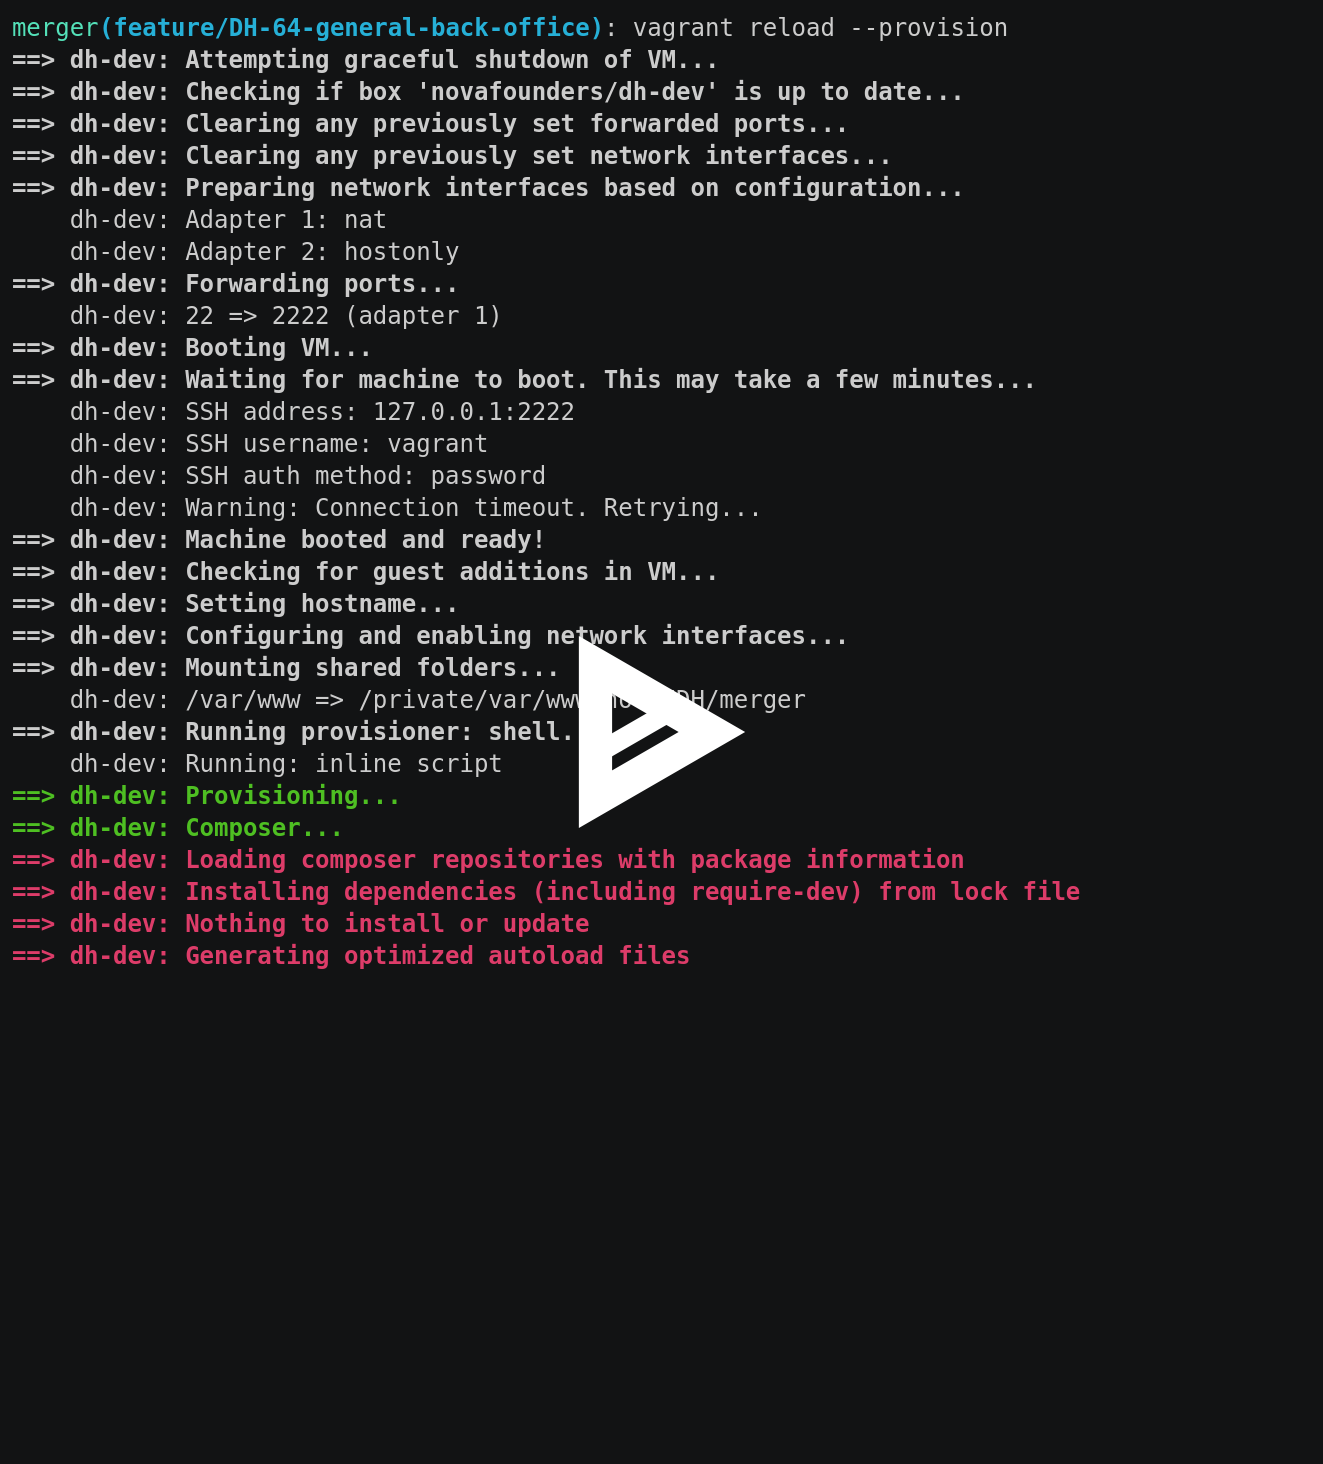 merger(feature/DH-64-general-back-office): vagrant reload --provision
==> dh-dev: Attempting graceful shutdown of VM...
==> dh-dev: Checking if box 'novafounders/dh-dev' is up to date...
==> dh-dev: Clearing any previously set forwarded ports...
==> dh-dev: Clearing any previously set network interfaces...
==> dh-dev: Preparing network interfaces based on configuration...
    dh-dev: Adapter 1: nat
    dh-dev: Adapter 2: hostonly
==> dh-dev: Forwarding ports...
    dh-dev: 22 => 2222 (adapter 1)
==> dh-dev: Booting VM...
==> dh-dev: Waiting for machine to boot. This may take a few minutes...
    dh-dev: SSH address: 127.0.0.1:2222
    dh-dev: SSH username: vagrant
    dh-dev: SSH auth method: password
    dh-dev: Warning: Connection timeout. Retrying...
==> dh-dev: Machine booted and ready!
==> dh-dev: Checking for guest additions in VM...
==> dh-dev: Setting hostname...
==> dh-dev: Configuring and enabling network interfaces...
==> dh-dev: Mounting shared folders...
    dh-dev: /var/www => /merger
==> dh-dev: Running provisioner: shell.
    dh-dev: Running: inline script
==> dh-dev: Provisioning...
==> dh-dev: Composer...
==> dh-dev: Loading composer repositories with package information
==> dh-dev: Installing dependencies (including require-dev) from lock file
==> dh-dev: Nothing to install or update
==> dh-dev: Generating optimized autoload files